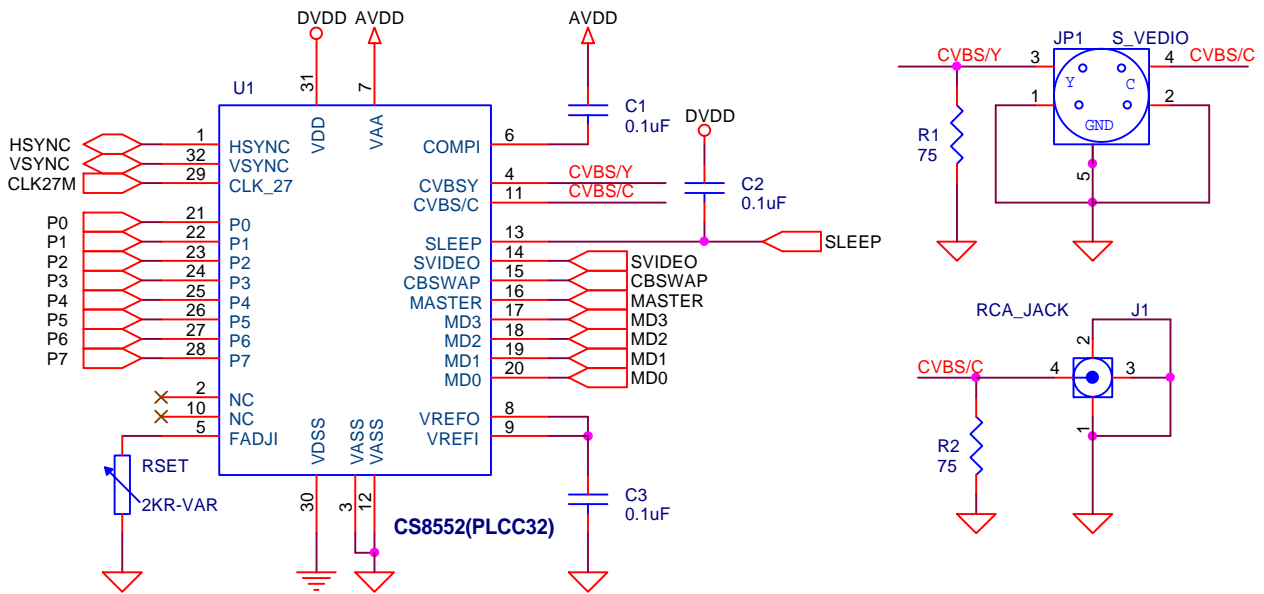 DVDD AVDD AVDD
U1
31
7
VDD
VAA
C1
0.1uF
HSYNC 1 HSYNC
VSYNC 32 VSYNC
CLK27M 29 CLK_27
P0 21 P0
P1 22 P1
P2 23 P2
P3 24 P3
P4 25 P4
P5 26 P5
P6 27 P6
P7 28 P7
2 NC
10 NC
5 FADJI
RSET
2KR-VAR
COMPI 6
CVBSY 4 CVBS/Y
CVBS/C 11 CVBS/C
DVDD
C2
0.1uF
SLEEP 13 SLEEP
SVIDEO 14 SVIDEO
CBSWAP 15 CBSWAP
MASTER 16 MASTER
MD3 17 MD3
MD2 18 MD2
MD1 19 MD1
MD0 20 MD0
VREFO 8
VREFI 9
C3
0.1uF
VDSS
VASS
VASS
30
3
12
CS8552(PLCC32)
JP1 S_VEDIO
CVBS/Y 3 4 CVBS/C
Y C
1 2
GND
5
R1
75
RCA_JACK J1
2
CVBS/C 4 3
1
R2
75